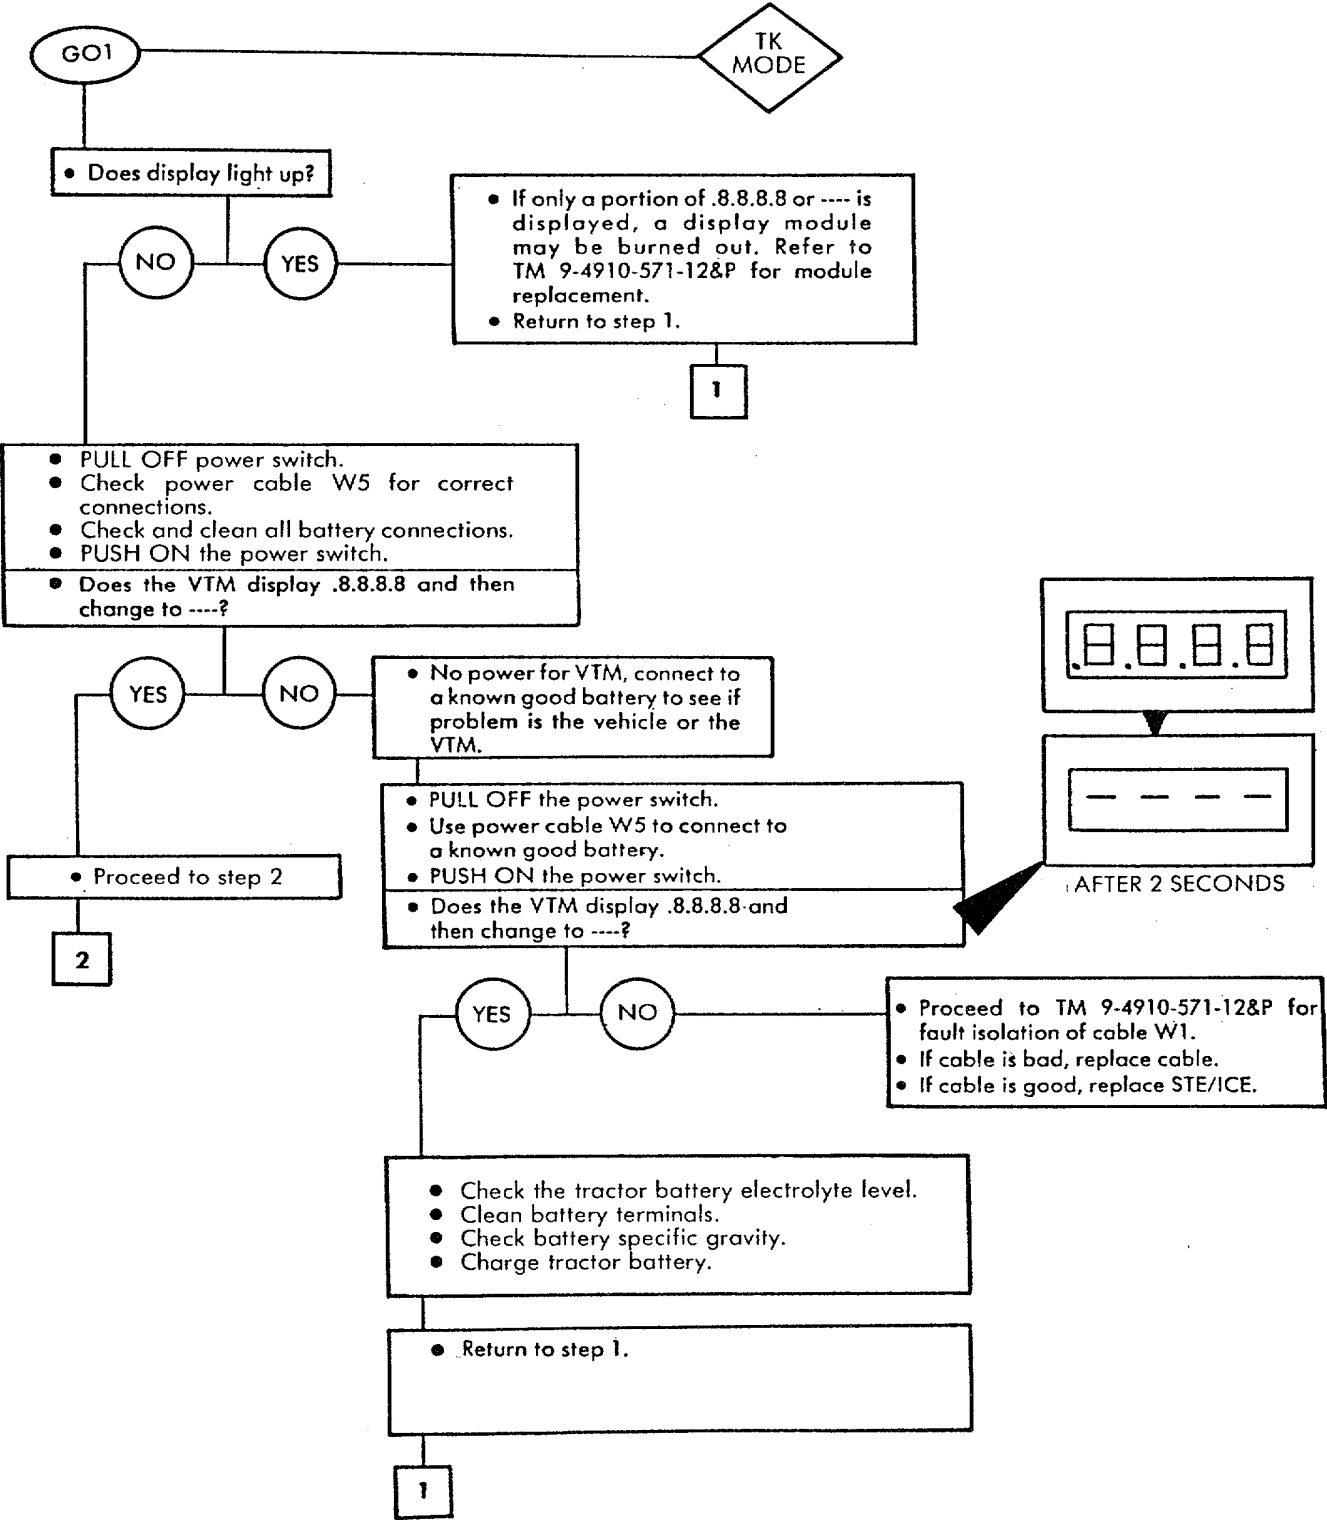 GO1
TK
MODE
• Does display light up?
NO
YES
• If only a portion of .8.8.8.8 or ---- is
displayed, a display module
may be burned out. Refer to
TM 9-4910-571-12&P for module
replacement.
• Return to step 1.
1
• PULL OFF power switch.
• Check power cable W5 for correct
connections.
• Check and clean all battery connections.
• PUSH ON the power switch.
• Does the VTM display .8.8.8.8 and then
change to ----?
YES
NO
• No power for VTM, connect to
a known good battery to see if
problem is the vehicle or the
VTM.
• Proceed to step 2
2
• PULL OFF the power switch.
• Use power cable W5 to connect to
a known good battery.
• PUSH ON the power switch.
• Does the VTM display .8.8.8.8 and
then change to ----?
.8.8.8.8
— — — —
AFTER 2 SECONDS
YES
NO
• Proceed to TM 9-4910-571-12&P for
fault isolation of cable W1.
• If cable is bad, replace cable.
• If cable is good, replace STE/ICE.
• Check the tractor battery electrolyte level.
• Clean battery terminals.
• Check battery specific gravity.
• Charge tractor battery.
• Return to step 1.
1